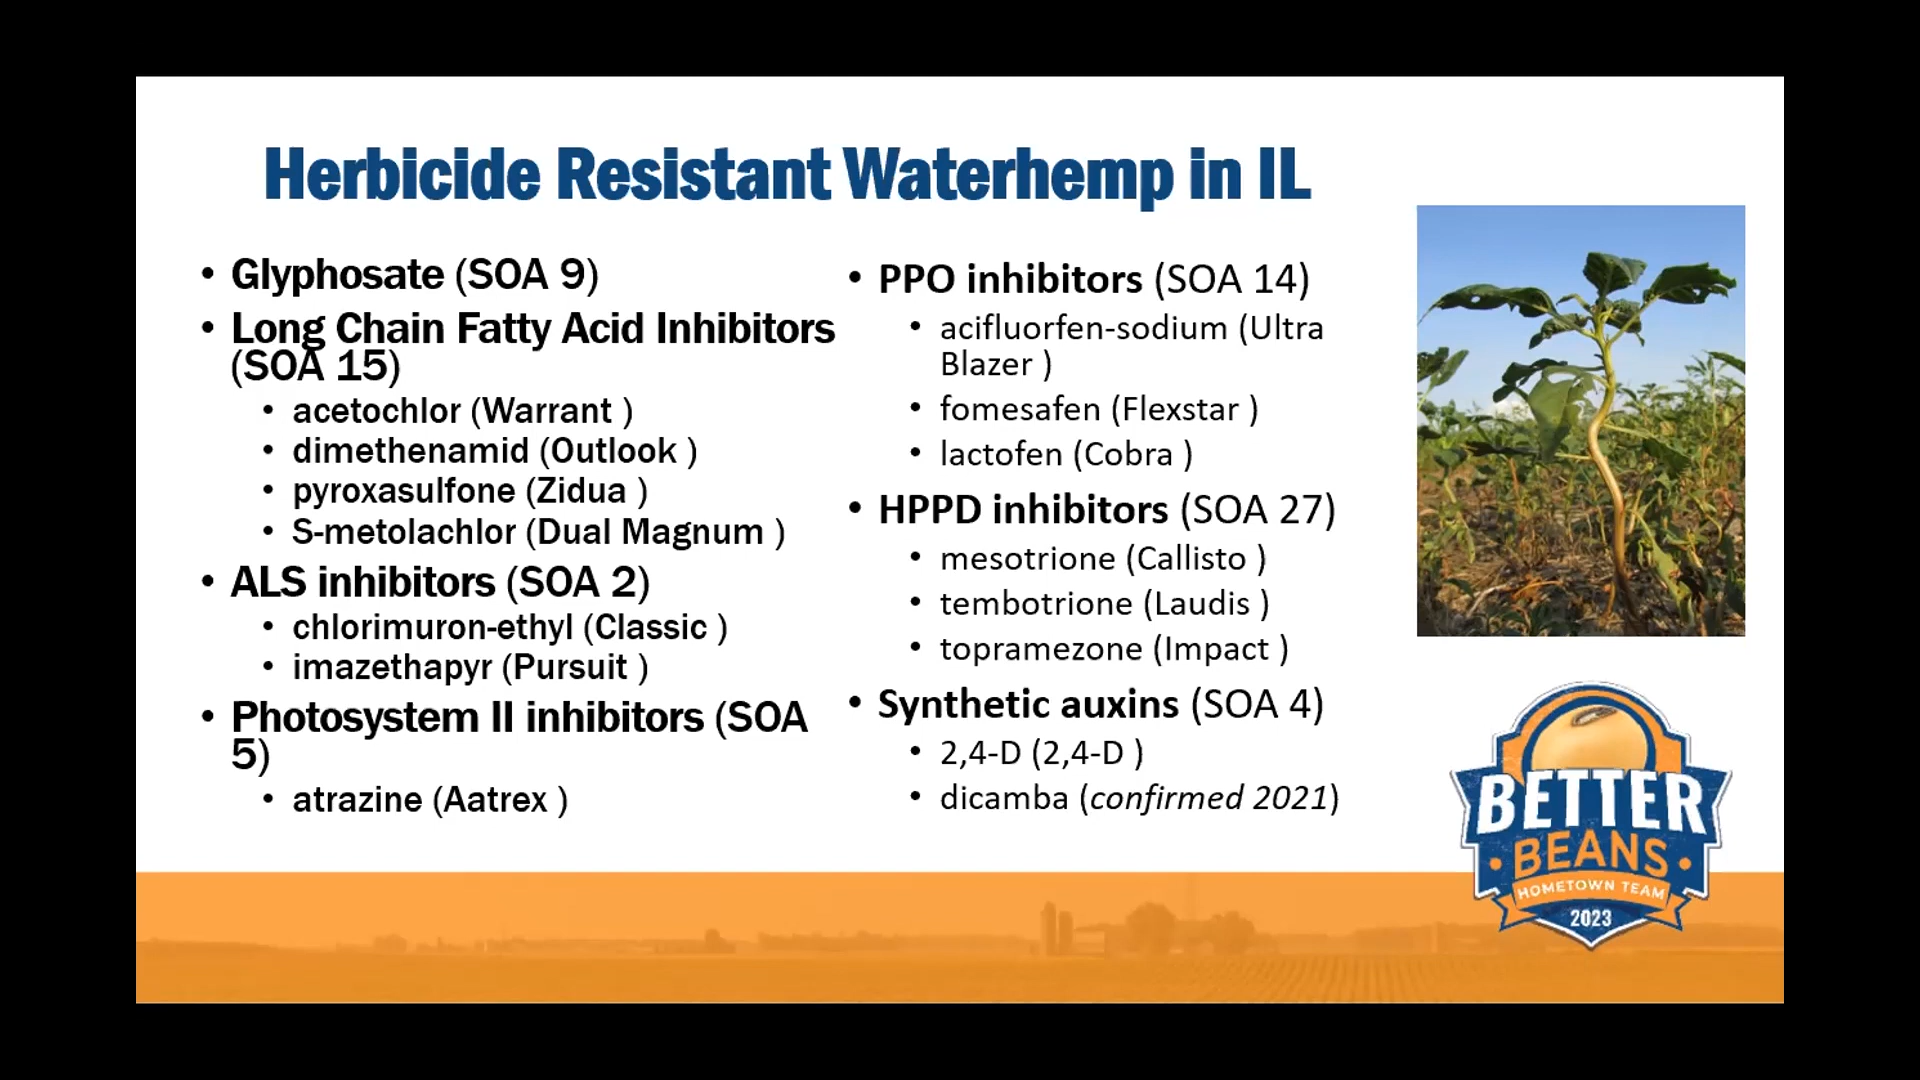 Herbicide Resistant Waterhemp in IL
• Glyphosate (SOA 9)
• Long Chain Fatty Acid Inhibitors
(SOA 15)
• acetochlor (Warrant )
• dimethenamid (Outlook )
• pyroxasulfone (Zidua )
• S-metolachlor (Dual Magnum )
• ALS inhibitors (SOA 2)
• chlorimuron-ethyl (Classic )
• imazethapyr (Pursuit )
• Photosystem II inhibitors (SOA
5)
• atrazine (Aatrex )
• PPO inhibitors (SOA 14)
• acifluorfen-sodium (Ultra
Blazer )
• fomesafen (Flexstar )
• lactofen (Cobra )
• HPPD inhibitors (SOA 27)
• mesotrione (Callisto )
• tembotrione (Laudis )
• topramezone (Impact )
• Synthetic auxins (SOA 4)
• 2,4-D (2,4-D )
• dicamba (confirmed 2021)
BETTER
• BEANS •
HOMETOWN TEAM
2023